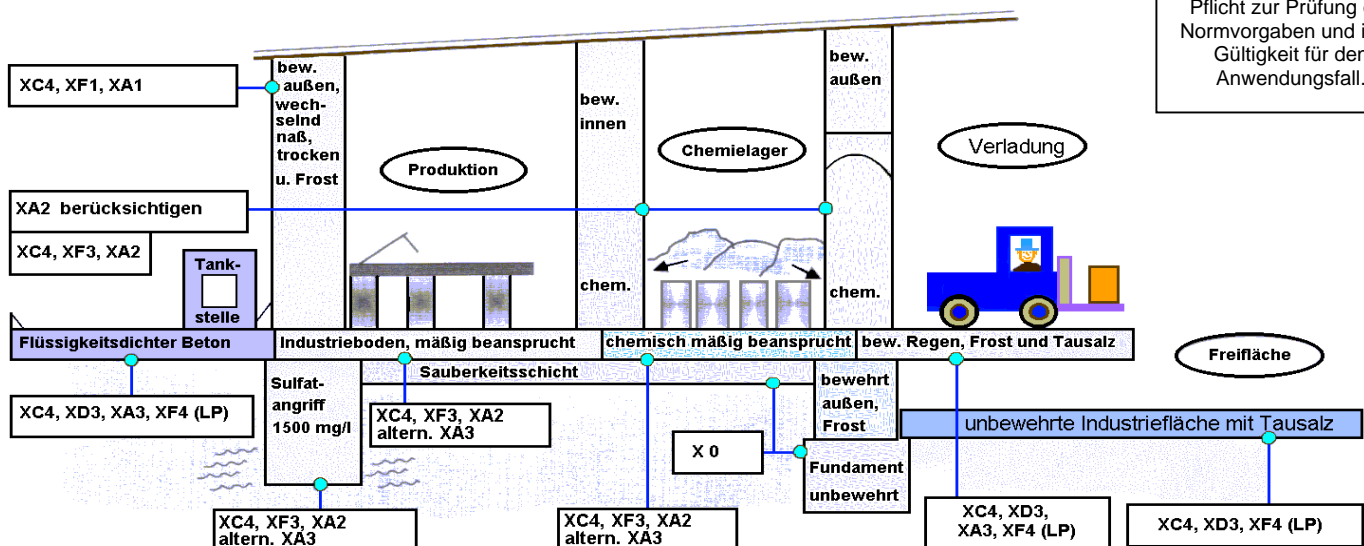 Pflicht zur Prüfung
Normvorgaben und
Gültigkeit für
Anwendungsfall.
XC4, XF1, XA1
bew.
außen,
wech-
selnd
naß,
trocken
u. Frost
bew.
innen
bew.
außen
Produktion
Chemielager
Verladung
XA2 berücksichtigen
XC4, XF3, XA2
Tank-
stelle
chem.
chem.
Flüssigkeitsdichter Beton
Industrieboden, mäßig beansprucht
chemisch mäßig beansprucht
bew. Regen, Frost und Tausalz
Freifläche
Sauberkeitsschicht
Sulfat-
angriff
1500 mg/l
bewehrt
außen,
Frost
XC4, XD3, XA3, XF4 (LP)
XC4, XF3, XA2
altern. XA3
unbewehrte Industriefläche mit Tausalz
X 0
Fundament
unbewehrt
XC4, XF3, XA2
altern. XA3
XC4, XF3, XA2
altern. XA3
XC4, XD3,
XA3, XF4 (LP)
XC4, XD3, XF4 (LP)